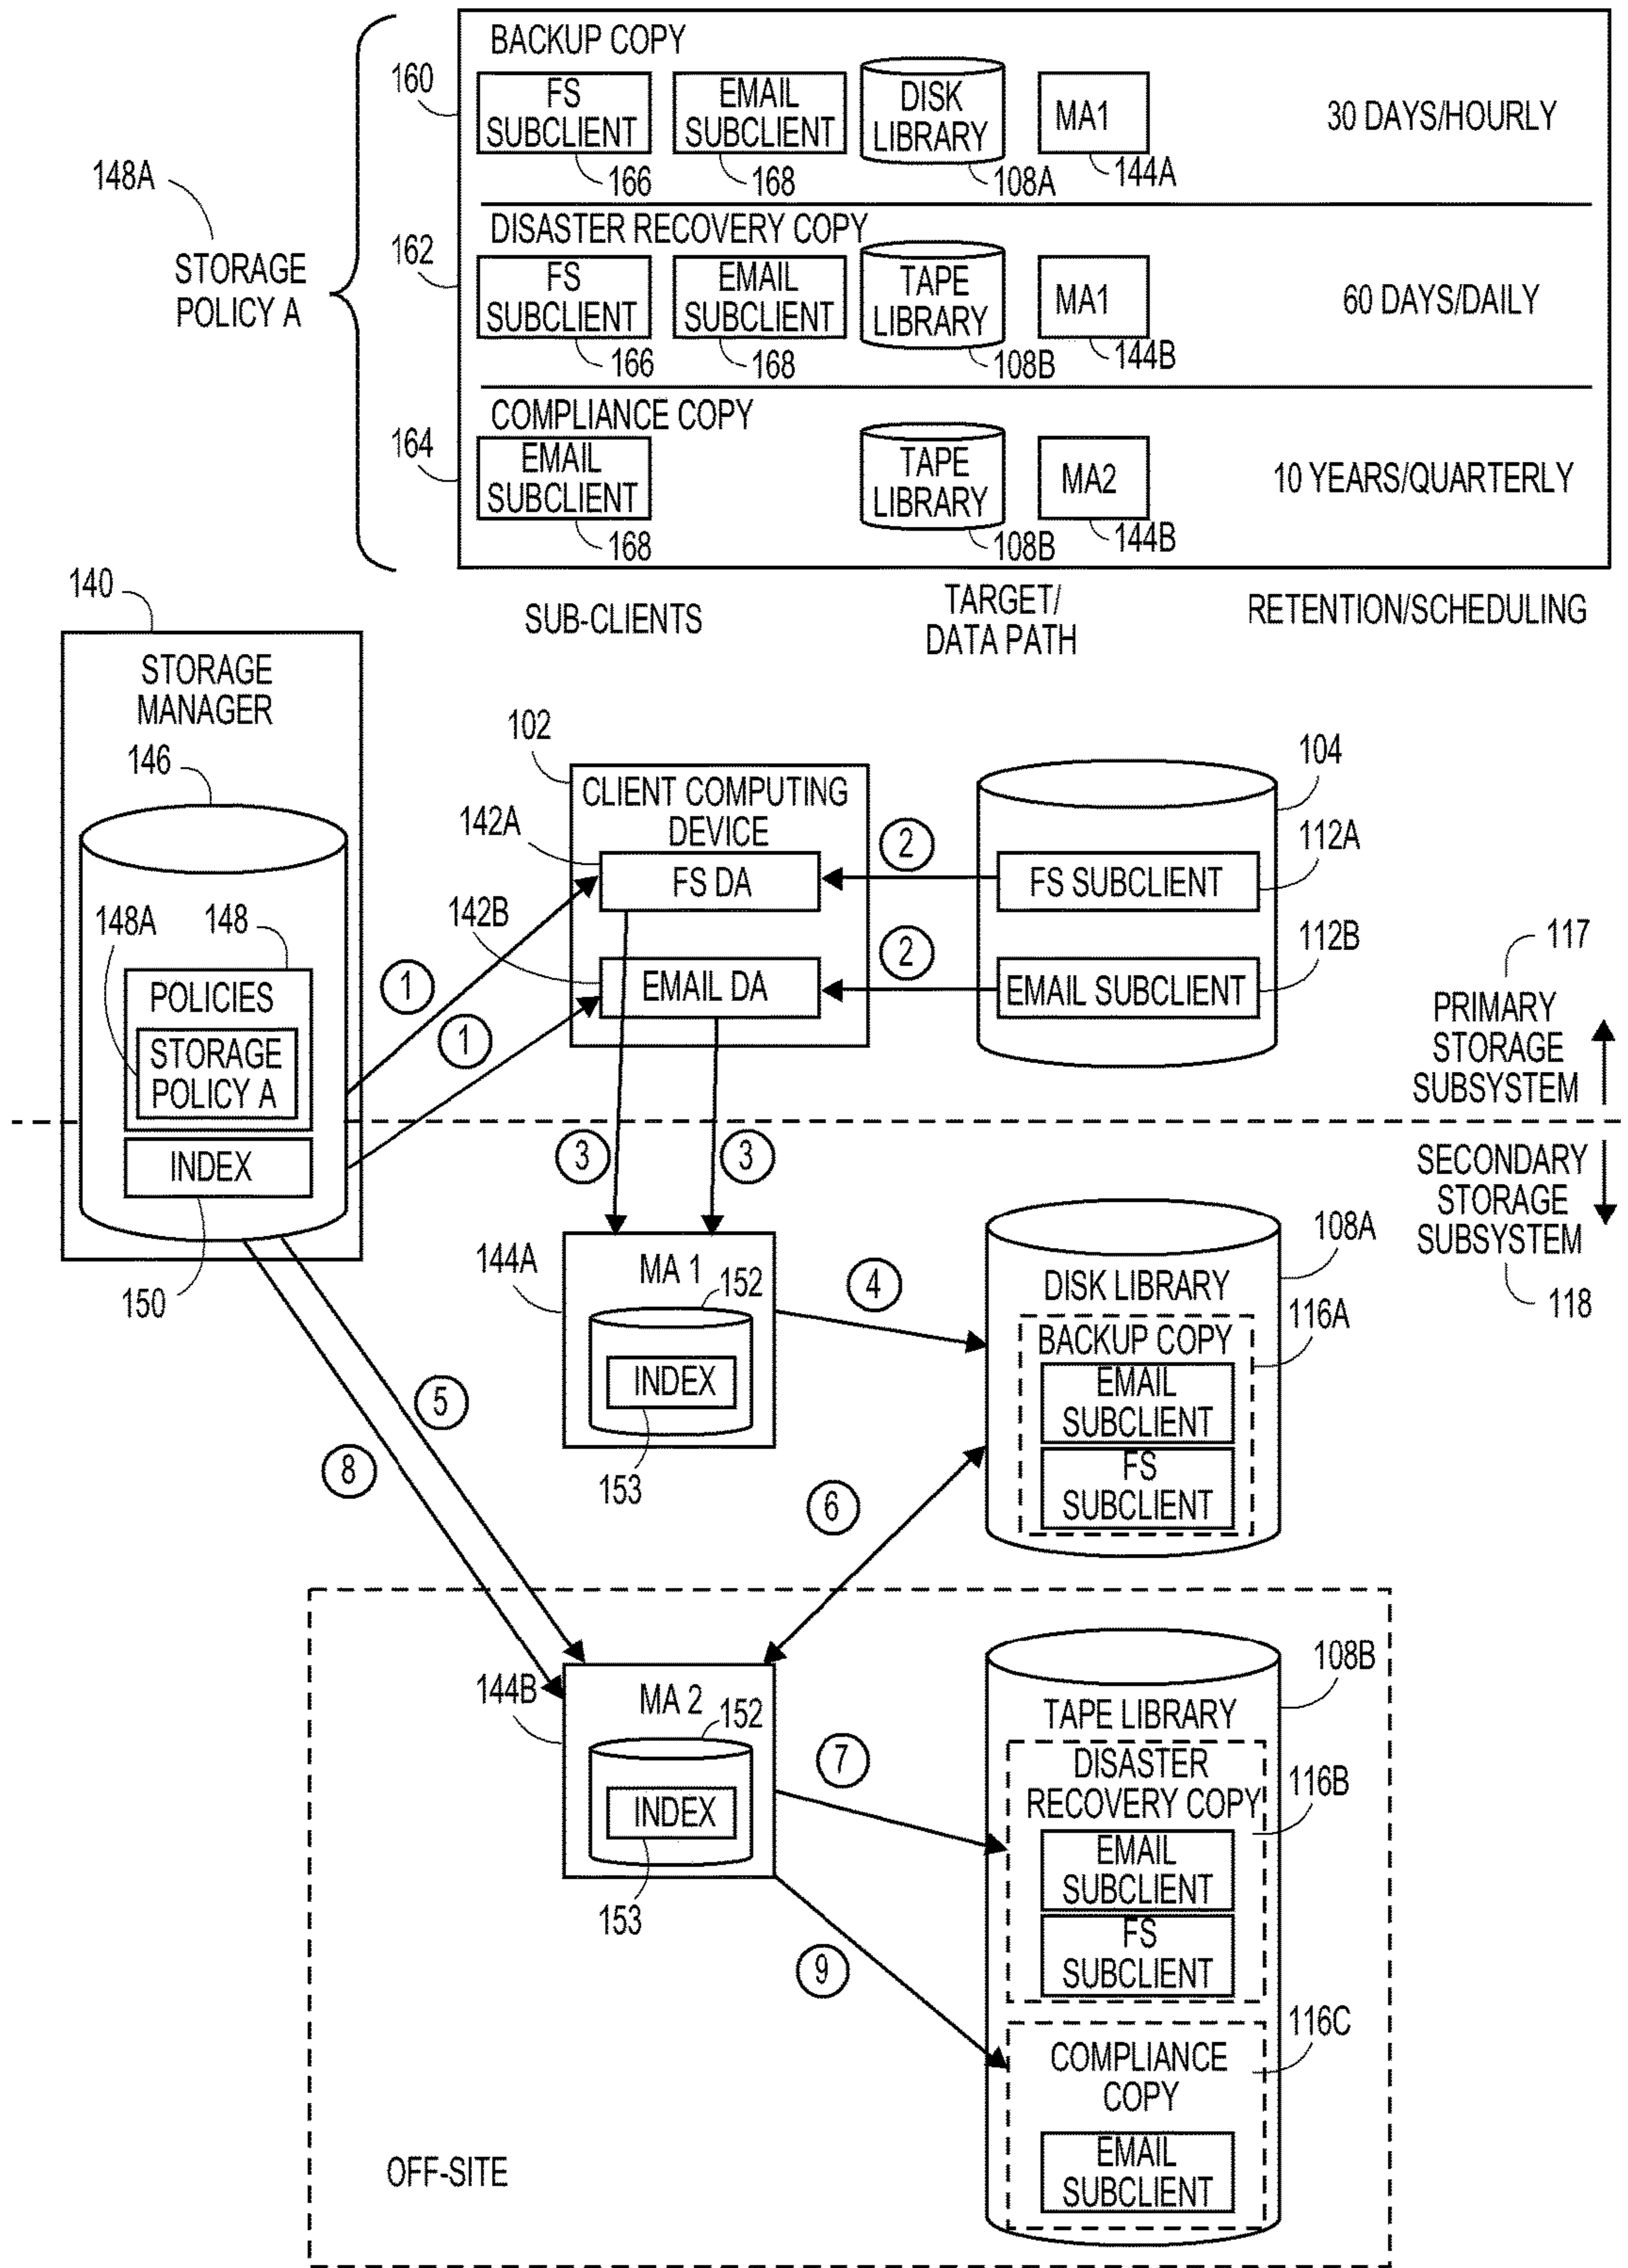 BACKUP COPY
160
FS
SUBCLIENT
166
EMAIL
SUBCLIENT
168
DISK
LIBRARY
108A
MA1
144A
30 DAYS/HOURLY
148A
STORAGE
POLICY A
DISASTER RECOVERY COPY
162
FS
SUBCLIENT
166
EMAIL
SUBCLIENT
168
TAPE
LIBRARY
108B
MA1
144B
60 DAYS/DAILY
COMPLIANCE COPY
164
EMAIL
SUBCLIENT
168
TAPE
LIBRARY
108B
MA2
144B
10 YEARS/QUARTERLY
SUB-CLIENTS
TARGET/
DATA PATH
RETENTION/SCHEDULING
140
STORAGE
MANAGER
146
148A
148
POLICIES
STORAGE
POLICY A
INDEX
150
1
1
102
CLIENT COMPUTING
DEVICE
142A
FS DA
142B
EMAIL DA
2
2
104
FS SUBCLIENT
112A
EMAIL SUBCLIENT
112B
117
PRIMARY
STORAGE
SUBSYSTEM
SECONDARY
STORAGE
SUBSYSTEM
118
3
3
144A
MA 1
152
INDEX
153
4
108A
DISK LIBRARY
116A
BACKUP COPY
EMAIL
SUBCLIENT
FS
SUBCLIENT
5
8
6
144B
MA 2
152
INDEX
153
7
9
108B
TAPE LIBRARY
DISASTER
RECOVERY COPY
116B
EMAIL
SUBCLIENT
FS
SUBCLIENT
116C
COMPLIANCE
COPY
EMAIL
SUBCLIENT
OFF-SITE